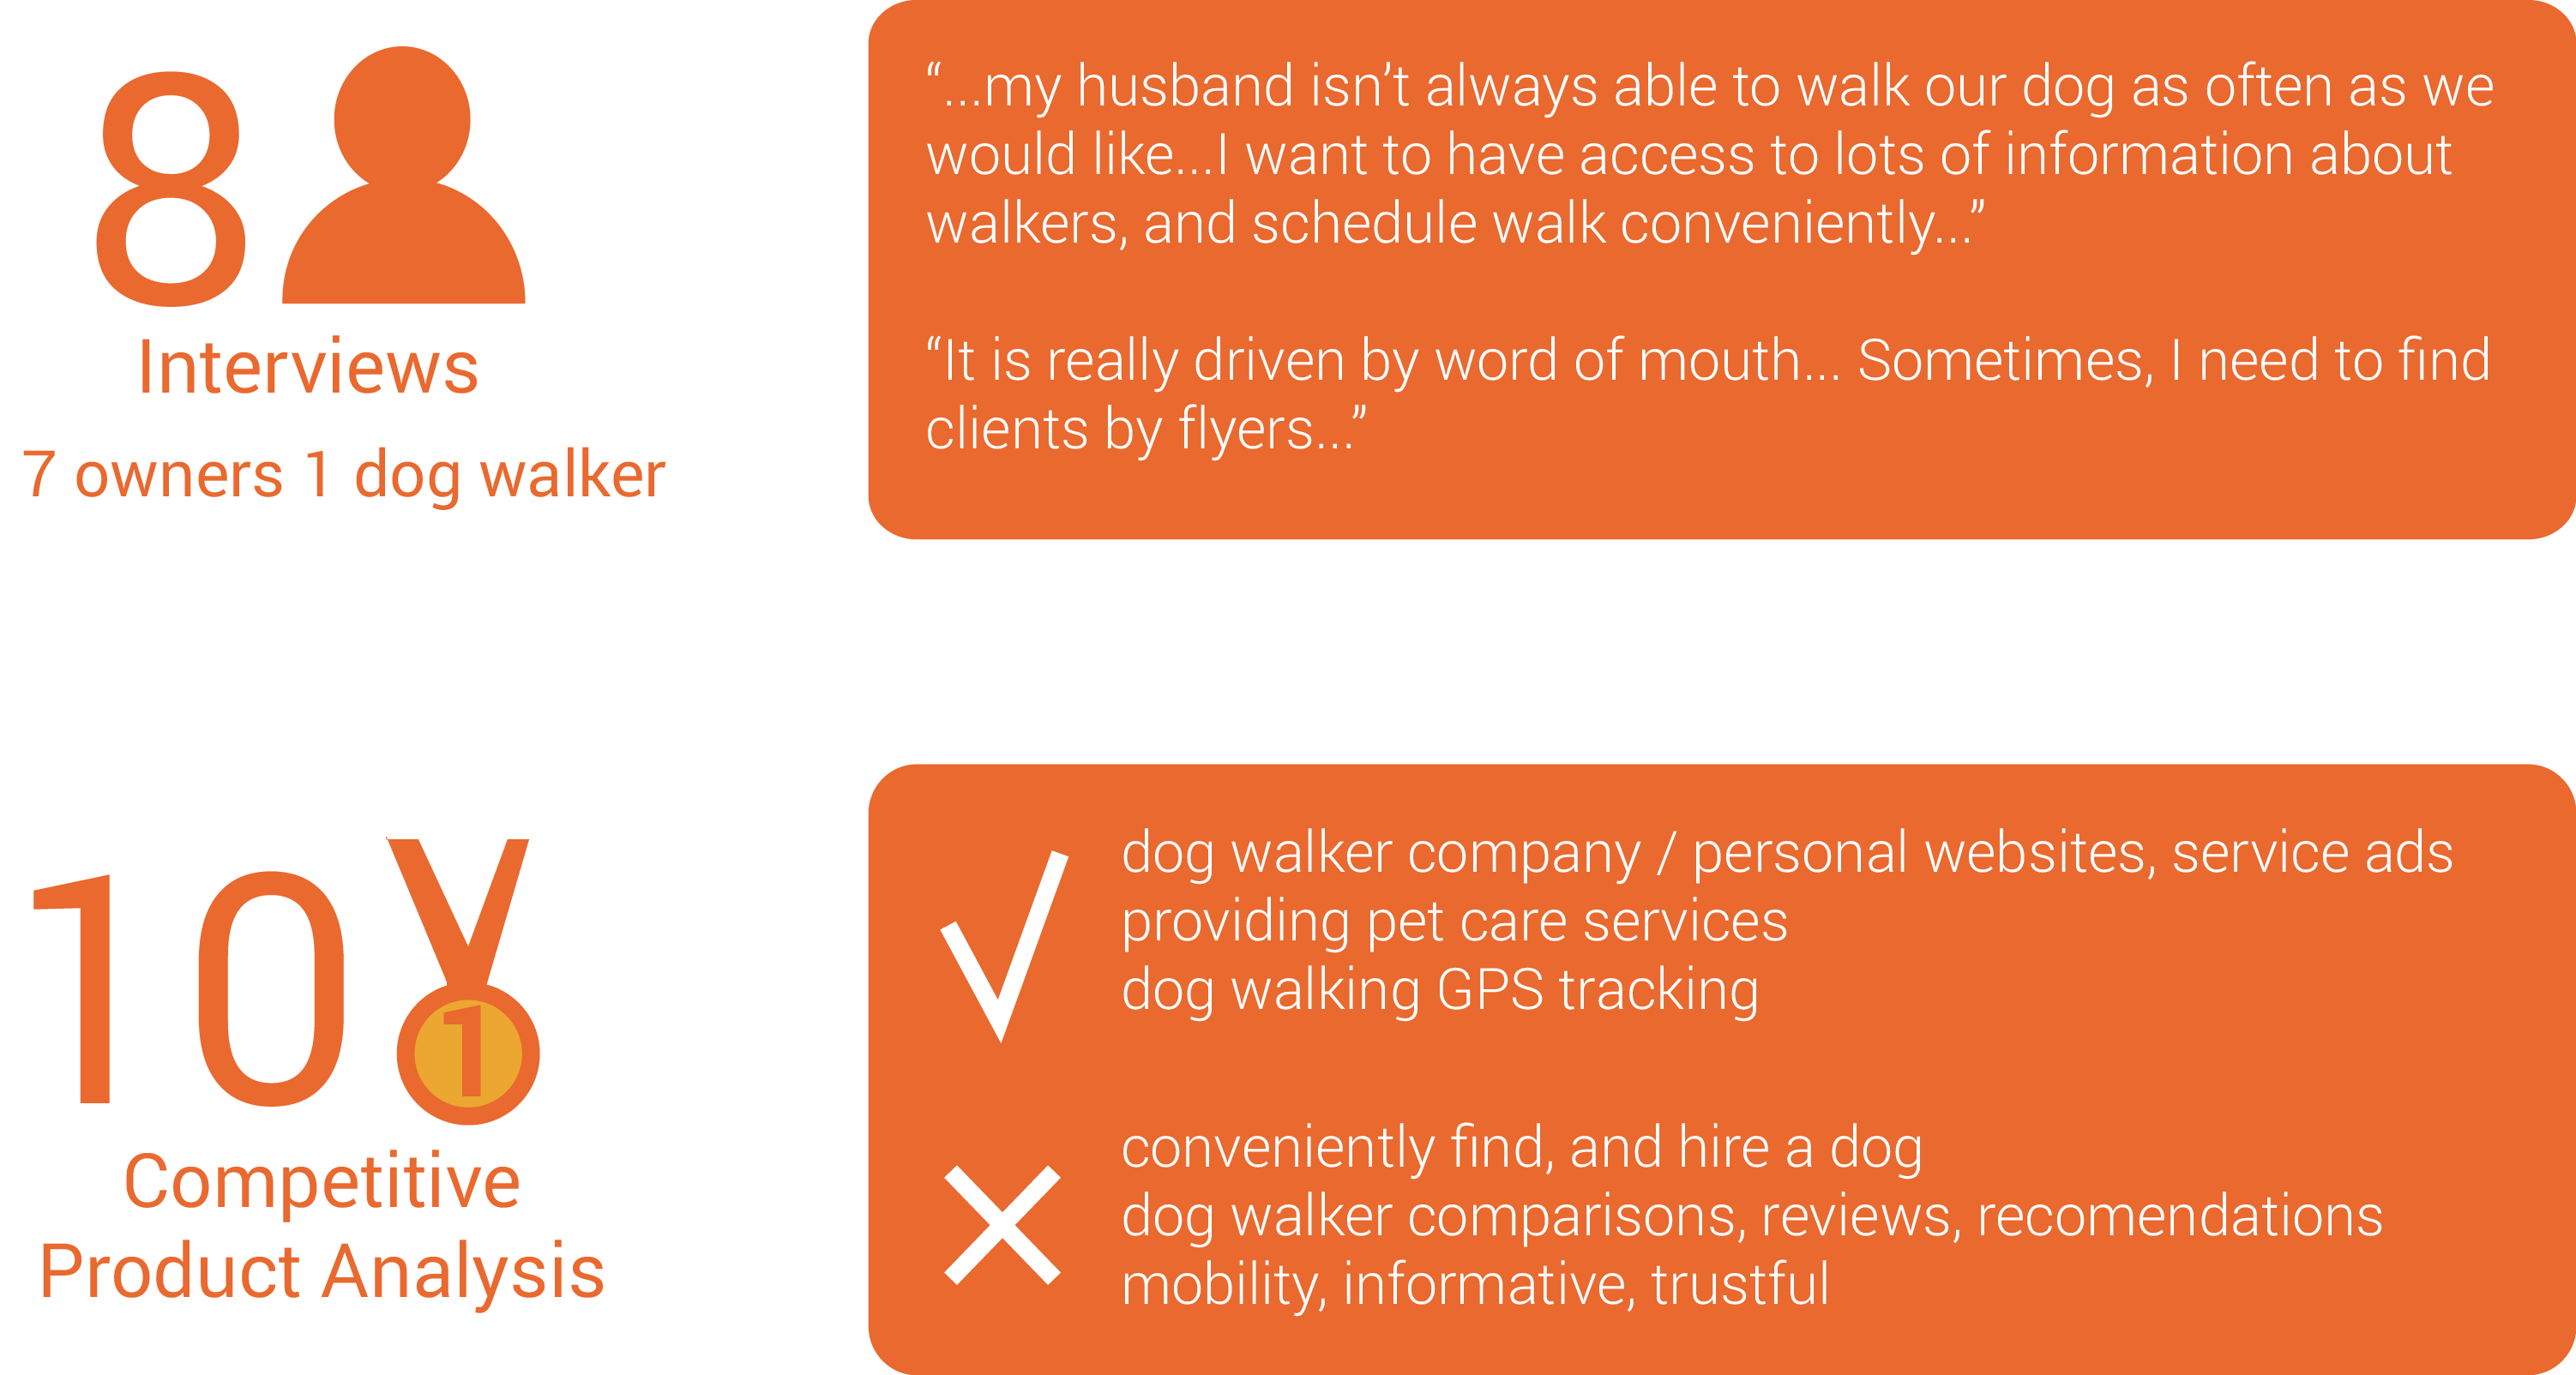 8
Interviews
7 owners 1 dog walker
“...my husband isn’t always able to walk our dog as often as we
would like...I want to have access to lots of information about
walkers, and schedule walk conveniently...”
“It is really driven by word of mouth... Sometimes, I need to find
clients by flyers...”
10
1
Competitive
Product Analysis
dog walker company / personal websites, service ads
providing pet care services
dog walking GPS tracking
conveniently find, and hire a dog
dog walker comparisons, reviews, recomendations
mobility, informative, trustful